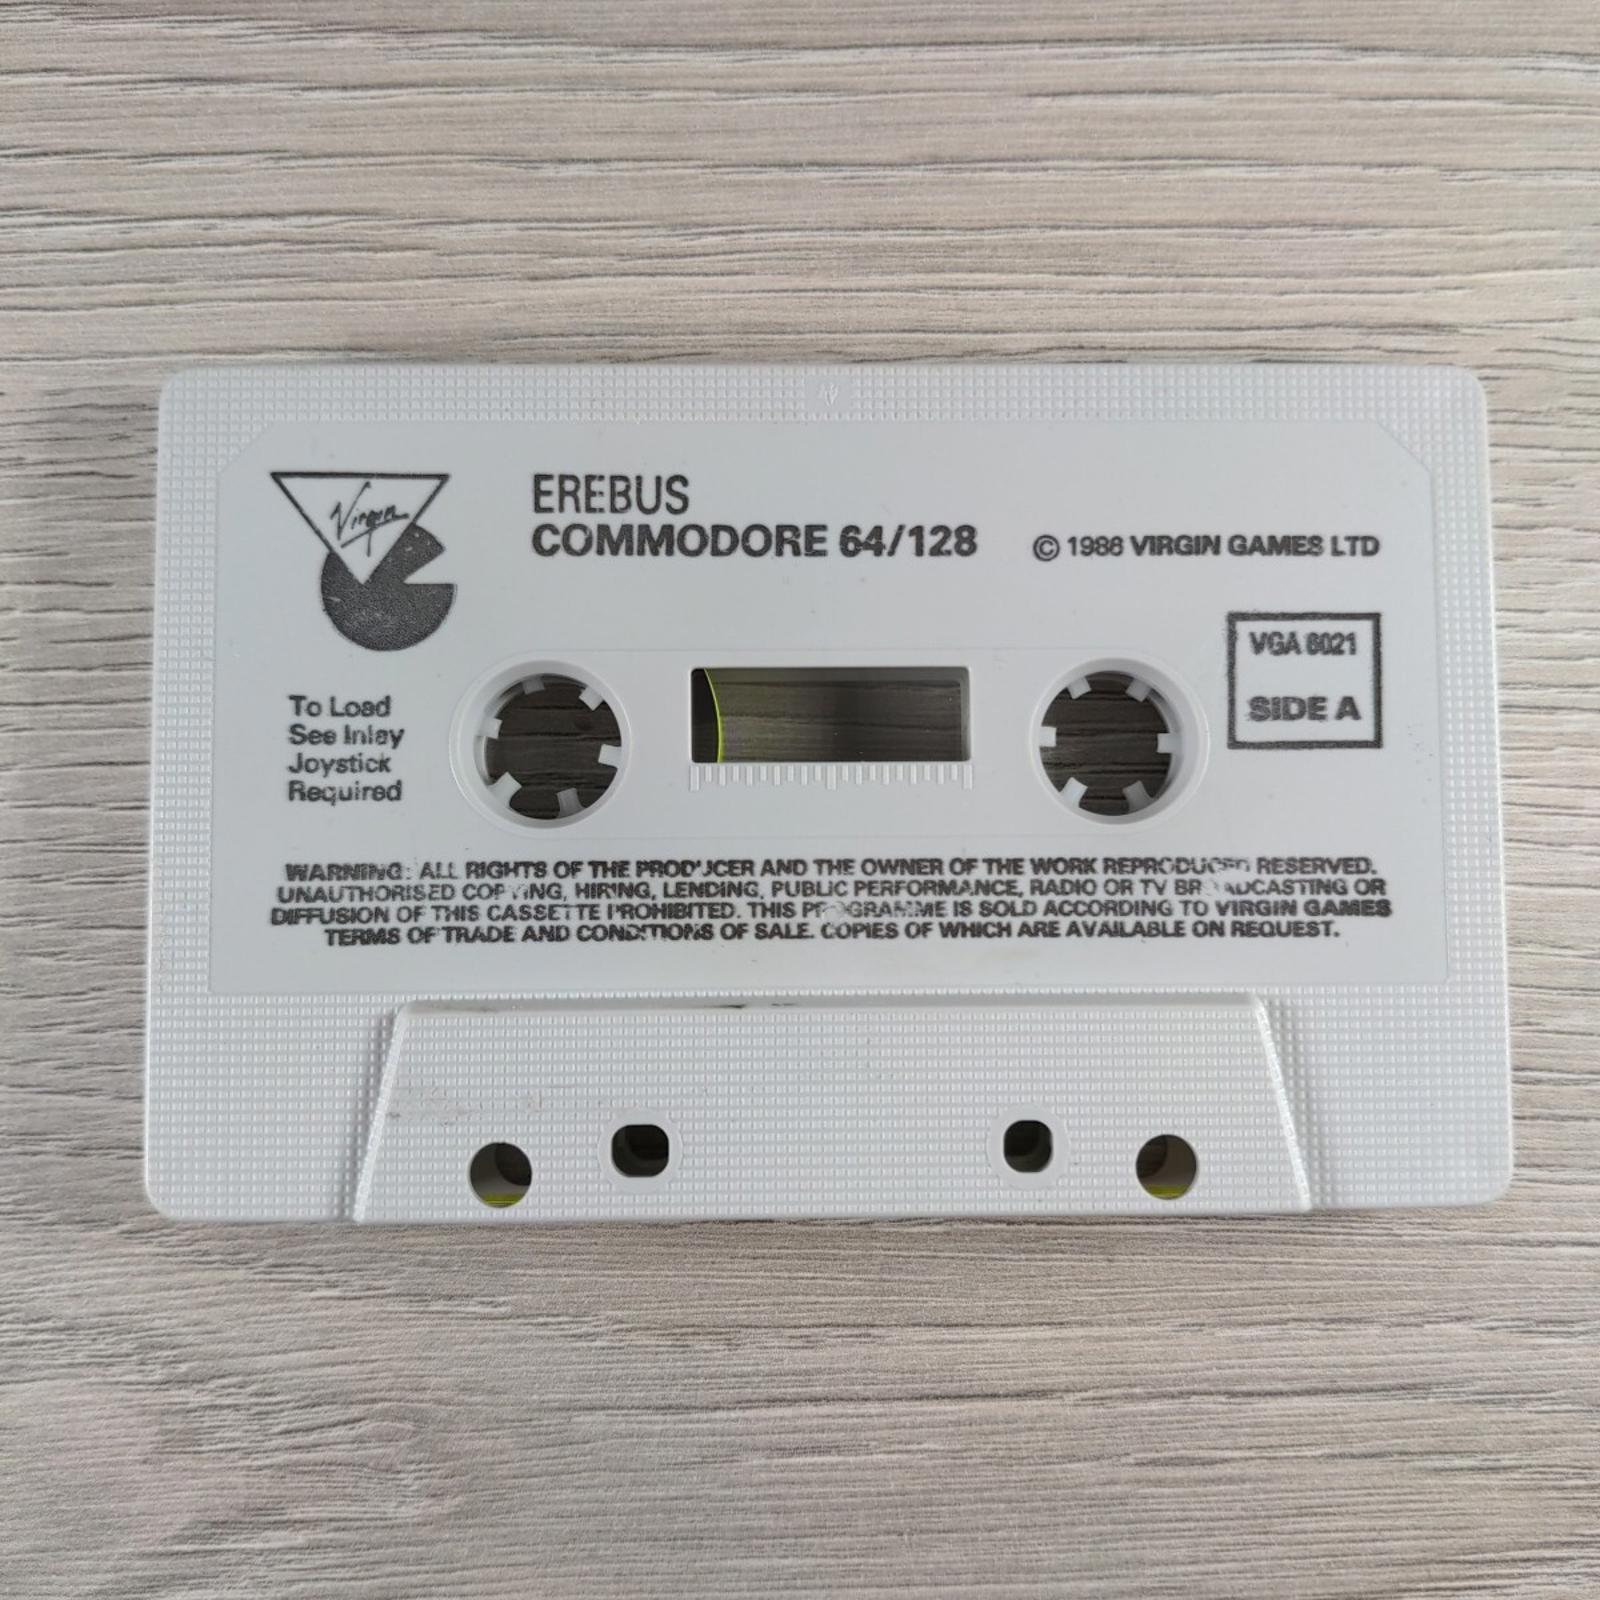 Virgin
EREBUS
COMMODORE 64/128
© 1986 VIRGIN GAMES LTD
VGA 6021
SIDE A
To Load
See Inlay
Joystick
Required
WARNING: ALL RIGHTS OF THE PRODUCER AND THE OWNER OF THE WORK REPRODUCED RESERVED.
UNAUTHORISED COPYING, HIRING, LENDING, PUBLIC PERFORMANCE, RADIO OR TV BROADCASTING OR
DIFFUSION OF THIS CASSETTE PROHIBITED. THIS PROGRAMME IS SOLD ACCORDING TO VIRGIN GAMES
TERMS OF TRADE AND CONDITIONS OF SALE. COPIES OF WHICH ARE AVAILABLE ON REQUEST.